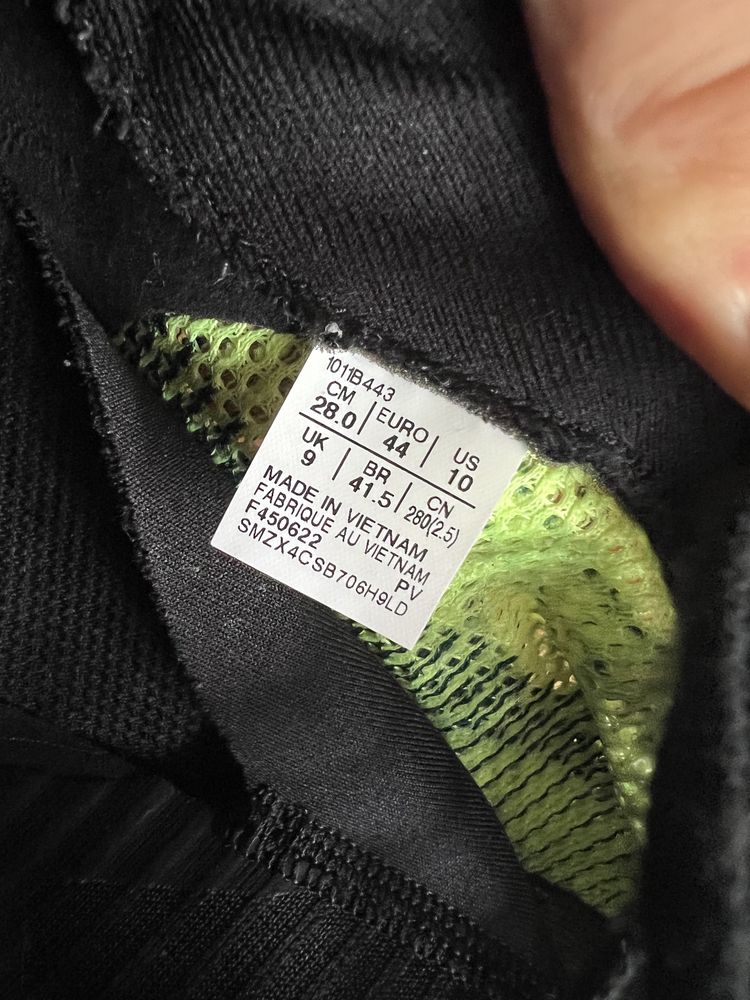 1011B443
CM | EURO | US
28.0 | 44 | 10
UK | BR | CN
9 | 41.5 | 280(2.5)
MADE IN VIETNAM
FABRIQUE AU VIETNAM
F450622 PV
SMZX4CSB706H9LD